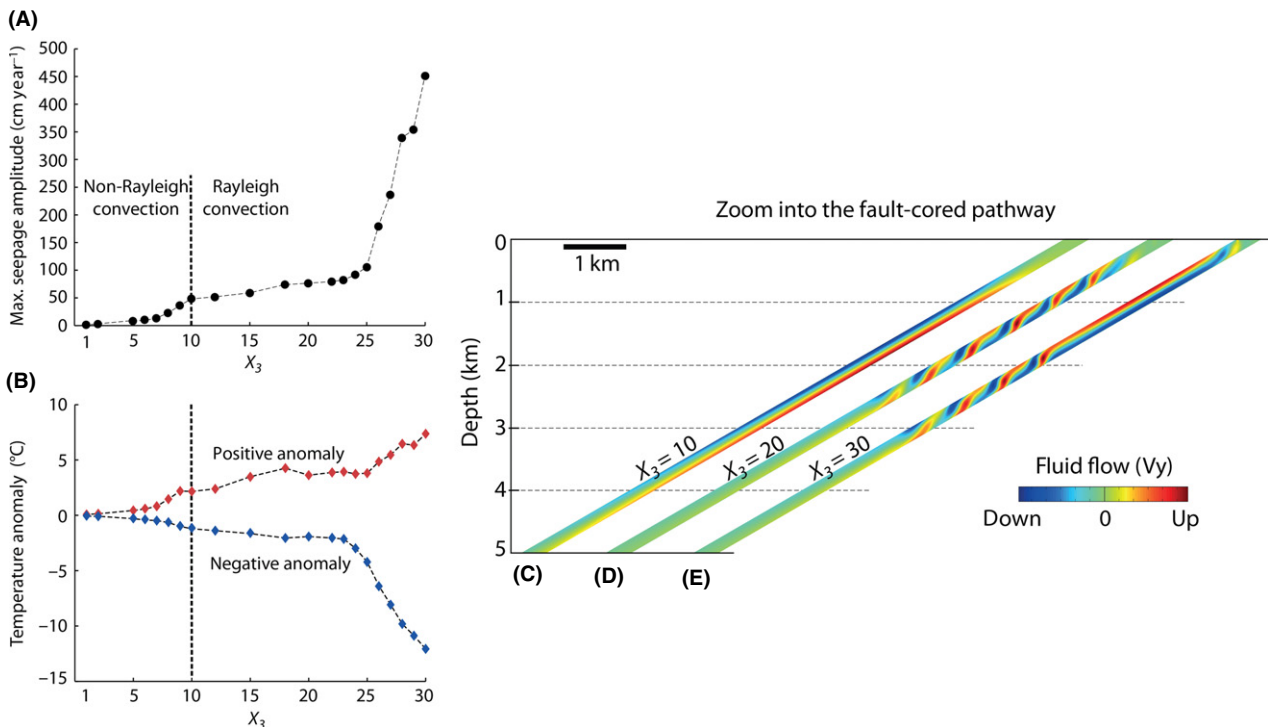 (A)
Max. seepage amplitude (cm year⁻¹)
500
450
400
350
300
250
200
150
100
50
0
Non-Rayleigh
convection
Rayleigh
convection
1
5
10
15
20
25
30
X₃
(B)
Temperature anomaly (°C)
10
5
0
−5
−10
−15
Positive anomaly
Negative anomaly
1
5
10
15
20
25
30
X₃
Zoom into the fault-cored pathway
Depth (km)
0
1
2
3
4
5
1 km
X₃ = 10
X₃ = 20
X₃ = 30
Fluid flow (Vy)
Down
0
Up
(C)
(D)
(E)